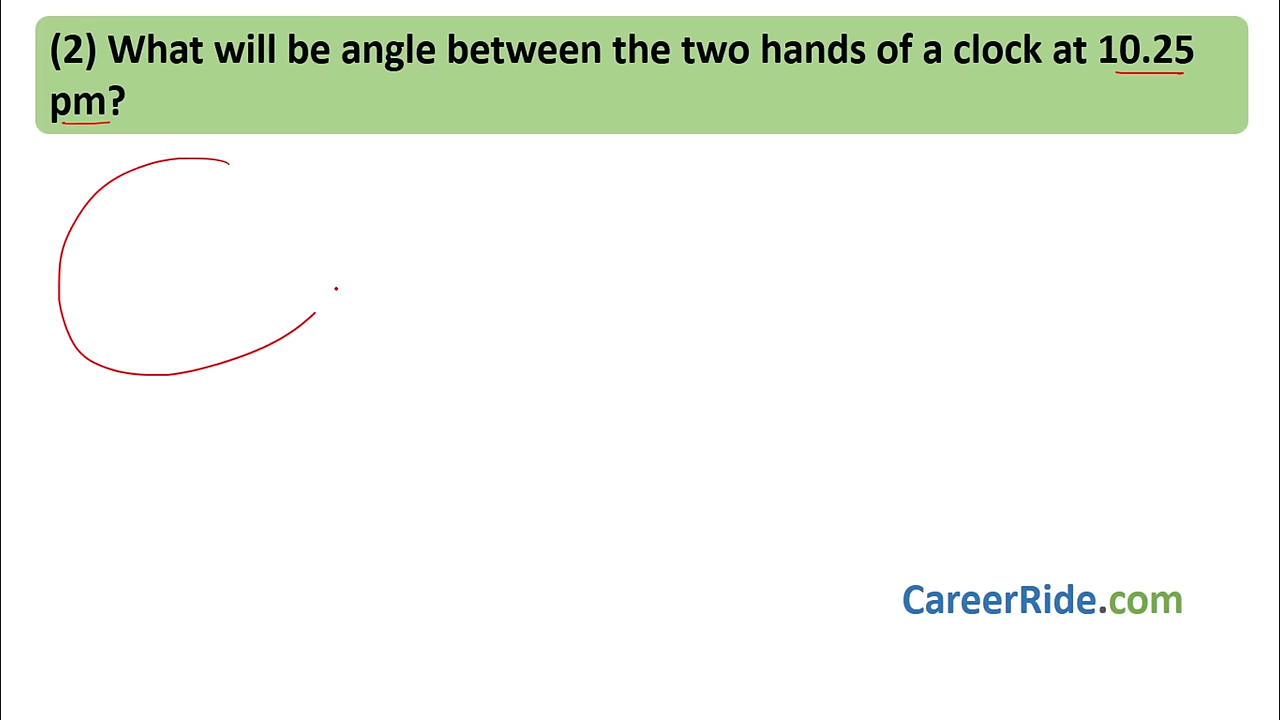 (2) What will be angle between the two hands of a clock at 10.25
pm?
CareerRide.com